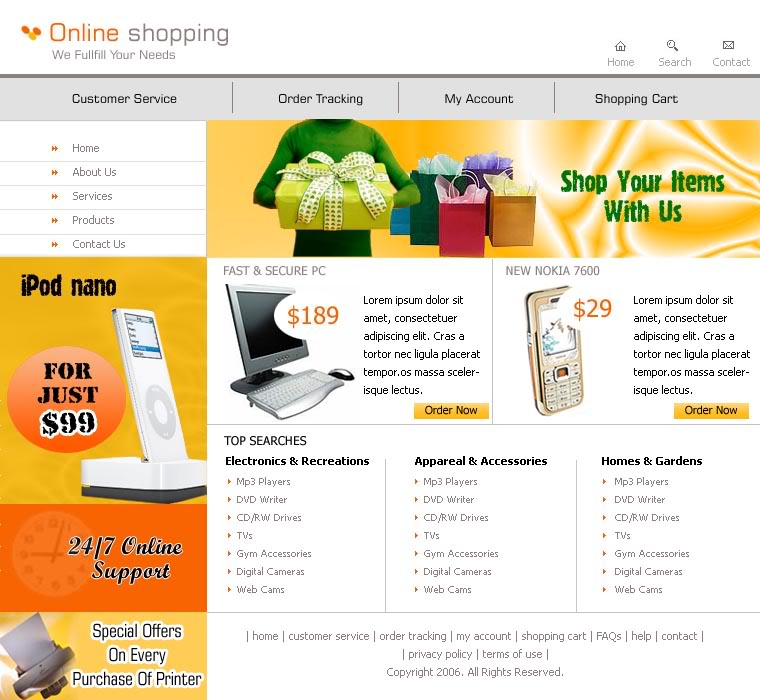 Online shopping
We Fullfill Your Needs
Home
Search
Contact
Customer Service
Order Tracking
My Account
Shopping Cart
Home
About Us
Services
Products
Contact Us
Shop Your Items
With Us
iPod nano
FOR
JUST
$99
24/7 Online
Support
Special Offers
On Every
Purchase Of Printer
FAST & SECURE PC
$189
Lorem ipsum dolor sit
amet, consectetuer
adipiscing elit. Cras a
tortor nec ligula placerat
tempor.os massa sceler-
isque lectus.
Order Now
NEW NOKIA 7600
$29
Lorem ipsum dolor sit
amet, consectetuer
adipiscing elit. Cras a
tortor nec ligula placerat
tempor.os massa sceler-
isque lectus.
Order Now
TOP SEARCHES
Electronics & Recreations
Mp3 Players
DVD Writer
CD/RW Drives
TVs
Gym Accessories
Digital Cameras
Web Cams
Appareal & Accessories
Mp3 Players
DVD Writer
CD/RW Drives
TVs
Gym Accessories
Digital Cameras
Web Cams
Homes & Gardens
Mp3 Players
DVD Writer
CD/RW Drives
TVs
Gym Accessories
Digital Cameras
Web Cams
| home | customer service | order tracking | my account | shopping cart | FAQs | help | contact |
| privacy policy | terms of use |
Copyright 2006. All Rights Reserved.